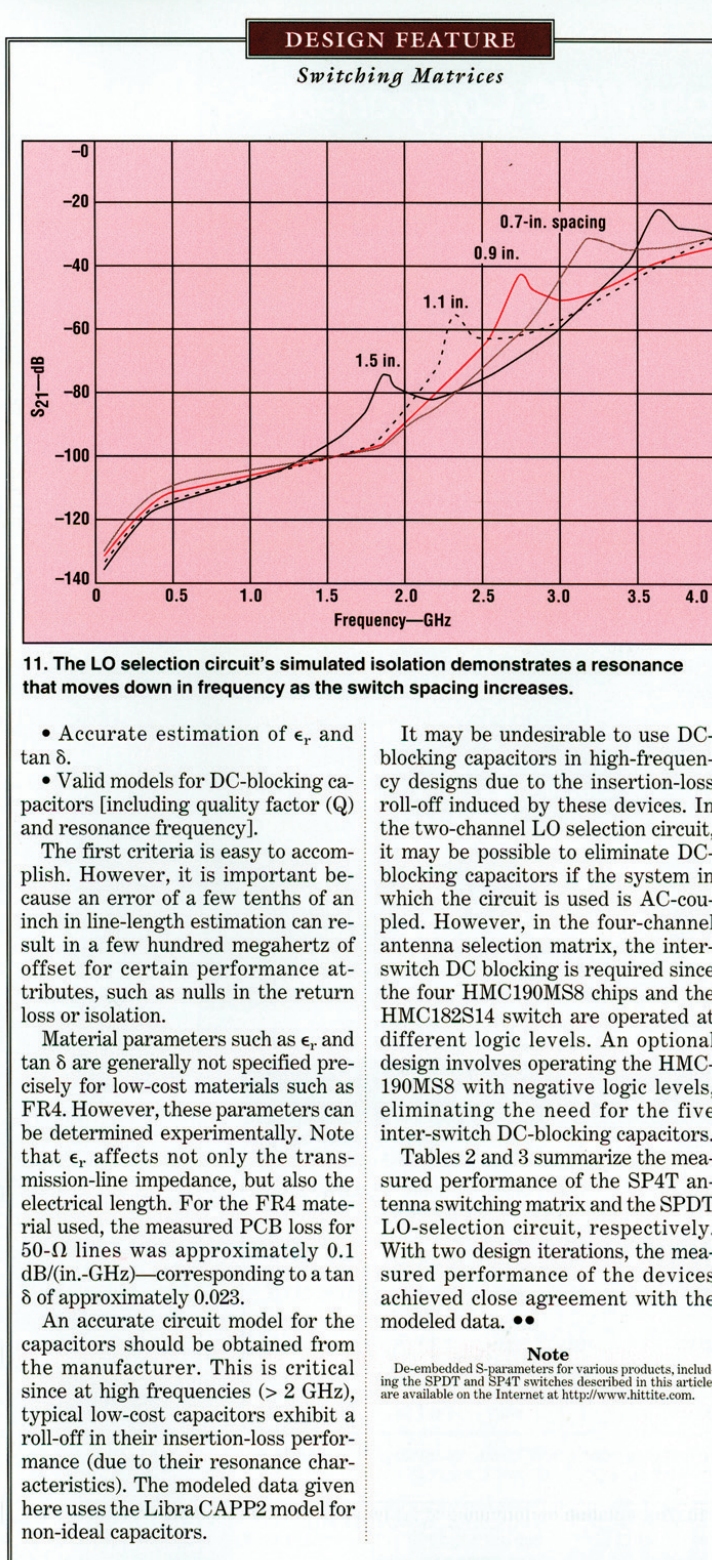 DESIGN FEATURE
Switching Matrices
–0
–20
–40
–60
–80
–100
–120
–140
S21—dB
0.7-in. spacing
0.9 in.
1.1 in.
1.5 in.
0 0.5 1.0 1.5 2.0 2.5 3.0 3.5 4.0
Frequency—GHz
11. The LO selection circuit's simulated isolation demonstrates a resonance
that moves down in frequency as the switch spacing increases.
• Accurate estimation of ϵr and
tan δ.
• Valid models for DC-blocking ca-
pacitors [including quality factor (Q)
and resonance frequency].
The first criteria is easy to accom-
plish. However, it is important be-
cause an error of a few tenths of an
inch in line-length estimation can re-
sult in a few hundred megahertz of
offset for certain performance at-
tributes, such as nulls in the return
loss or isolation.
Material parameters such as ϵr and
tan δ are generally not specified pre-
cisely for low-cost materials such as
FR4. However, these parameters can
be determined experimentally. Note
that ϵr affects not only the trans-
mission-line impedance, but also the
electrical length. For the FR4 mate-
rial used, the measured PCB loss for
50-Ω lines was approximately 0.1
dB/(in.-GHz)—corresponding to a tan
δ of approximately 0.023.
An accurate circuit model for the
capacitors should be obtained from
the manufacturer. This is critical
since at high frequencies (> 2 GHz),
typical low-cost capacitors exhibit a
roll-off in their insertion-loss perfor-
mance (due to their resonance char-
acteristics). The modeled data given
here uses the Libra CAPP2 model for
non-ideal capacitors.
It may be undesirable to use DC-
blocking capacitors in high-frequen-
cy designs due to the insertion-loss
roll-off induced by these devices. In
the two-channel LO selection circuit,
it may be possible to eliminate DC-
blocking capacitors if the system in
which the circuit is used is AC-cou-
pled. However, in the four-channel
antenna selection matrix, the inter-
switch DC blocking is required since
the four HMC190MS8 chips and the
HMC182S14 switch are operated at
different logic levels. An optional
design involves operating the HMC-
190MS8 with negative logic levels,
eliminating the need for the five
inter-switch DC-blocking capacitors.
Tables 2 and 3 summarize the mea-
sured performance of the SP4T an-
tenna switching matrix and the SPDT
LO-selection circuit, respectively.
With two design iterations, the mea-
sured performance of the devices
achieved close agreement with the
modeled data. ••
Note
De-embedded S-parameters for various products, includ-
ing the SPDT and SP4T switches described in this article
are available on the Internet at http://www.hittite.com.